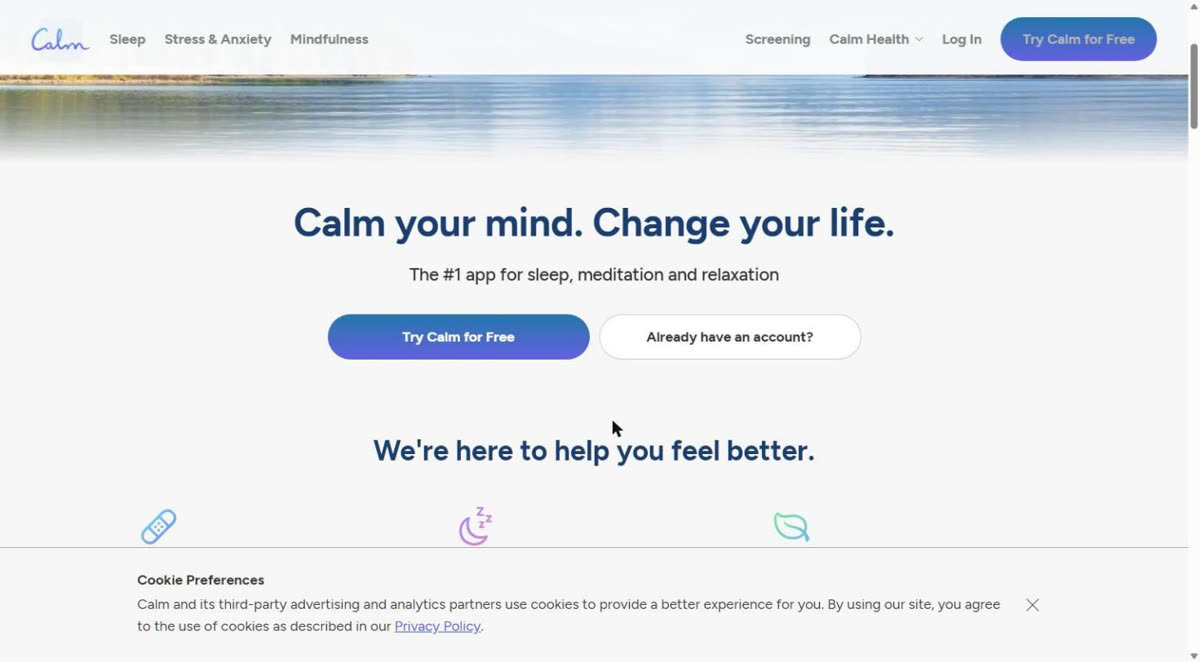 Calm Sleep Stress & Anxiety Mindfulness Screening Calm Health Log In Try Calm for Free
Calm your mind. Change your life.
The #1 app for sleep, meditation and relaxation
Try Calm for Free Already have an account?
We're here to help you feel better.
z z z
Cookie Preferences
Calm and its third-party advertising and analytics partners use cookies to provide a better experience for you. By using our site, you agree
to the use of cookies as described in our Privacy Policy.